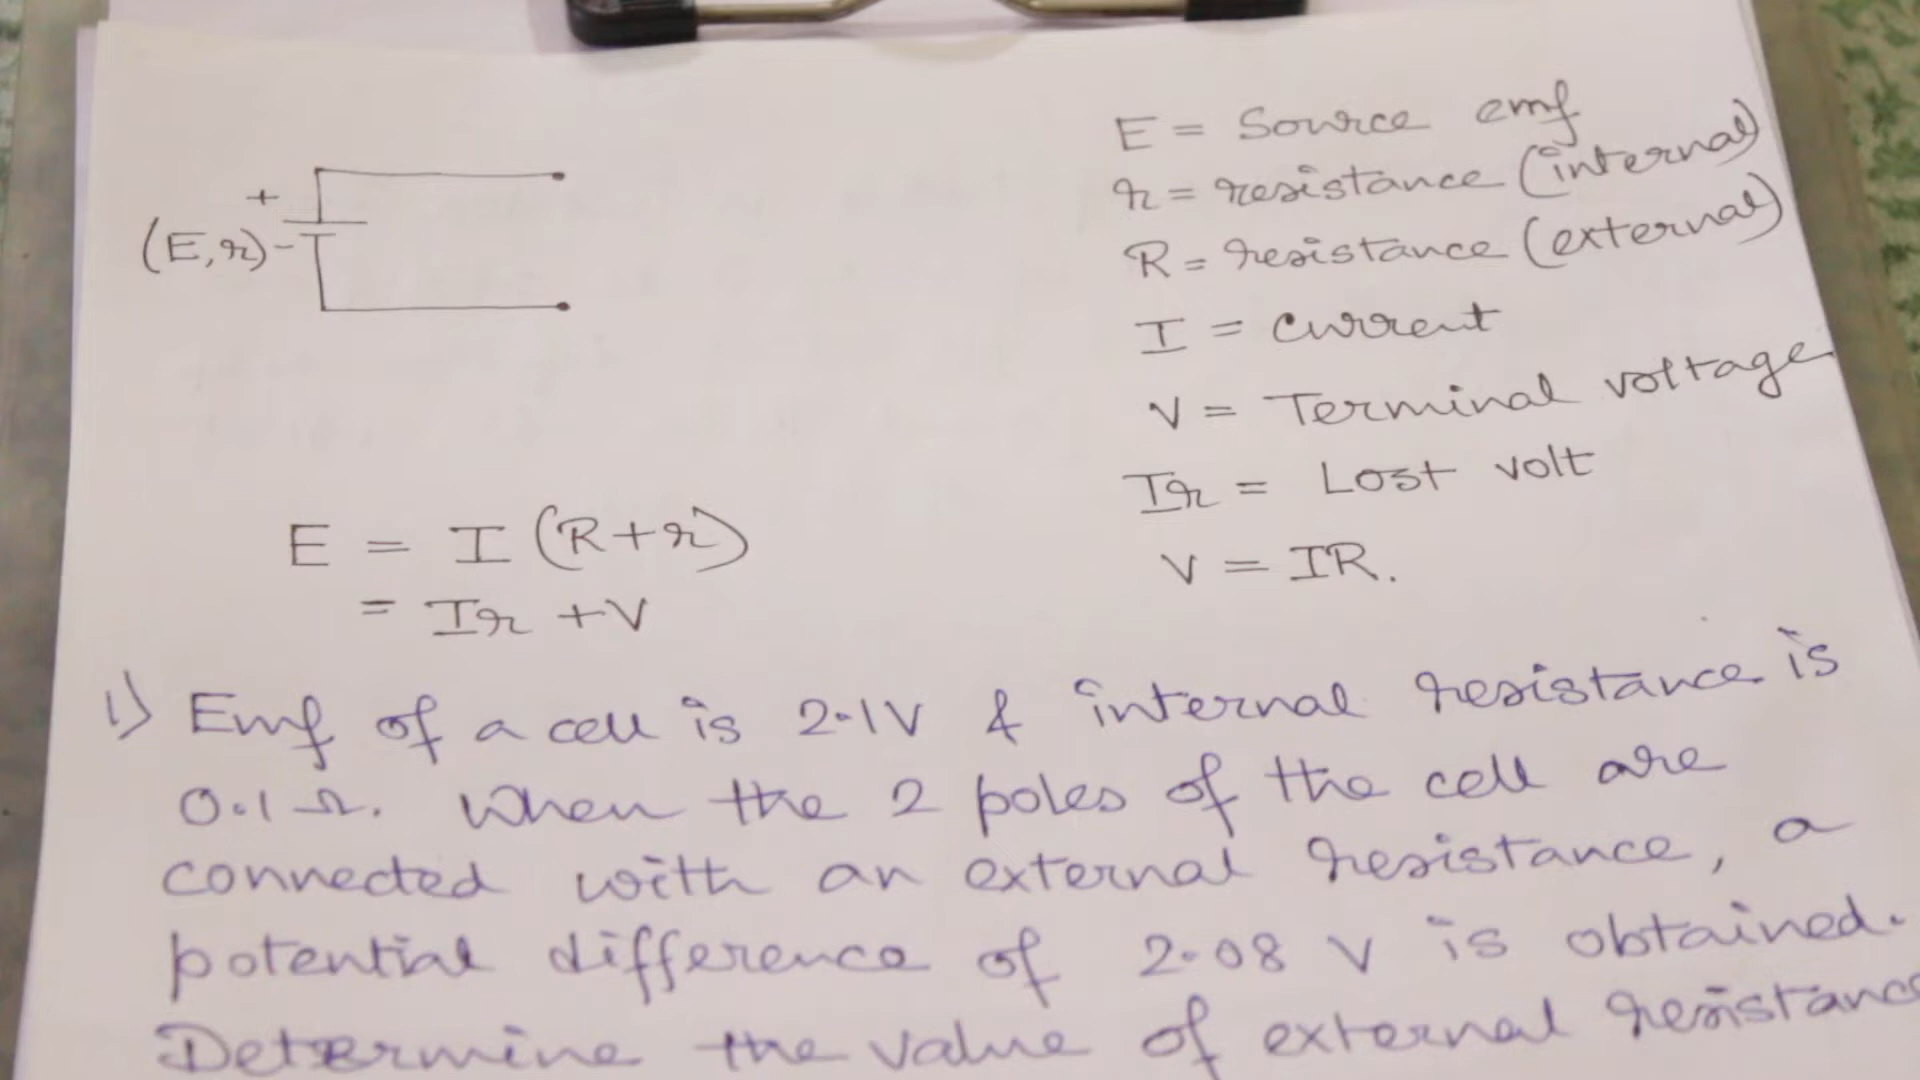 E = Source emf
r = resistance (internal)
R = resistance (external)
I = current
V = Terminal voltage
Ir = Lost volt
V = IR.
+
(E, r) -
E = I (R+r)
= Ir + V
1) Emf of a cell is 2.1V & internal resistance is
0.1 Ω. When the 2 poles of the cell are
connected with an external resistance, a
potential difference of 2.08 V is obtained.
Determine the value of external resistance